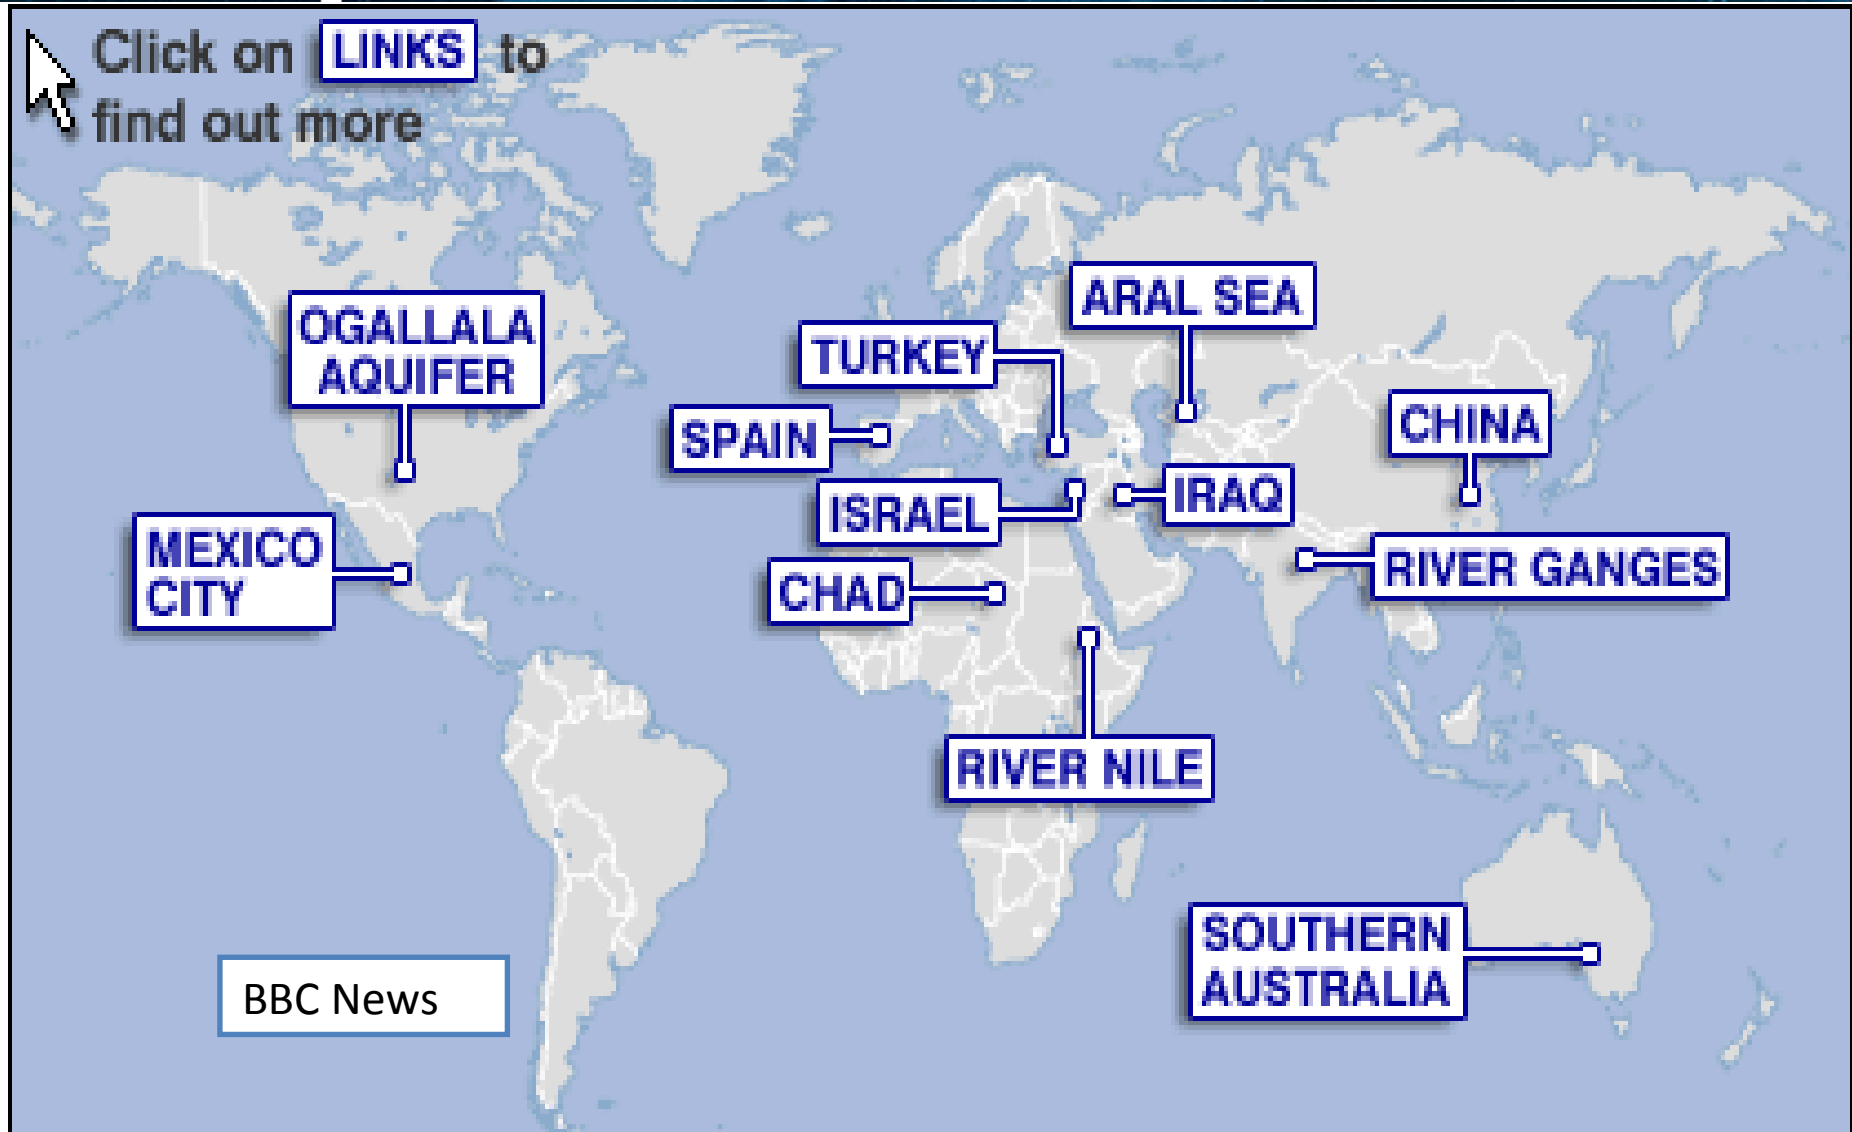 Click on LINKS to
find out more
OGALLALA
AQUIFER
ARAL SEA
TURKEY
SPAIN
CHINA
ISRAEL
IRAQ
MEXICO
CITY
CHAD
RIVER GANGES
RIVER NILE
SOUTHERN
AUSTRALIA
BBC News